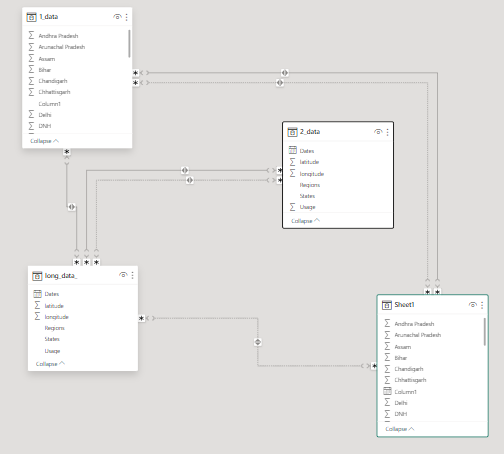 1_data
Andhra Pradesh
Arunachal Pradesh
Assam
Bihar
Chandigarh
Chhattisgarh
Column1
Delhi
DNH
Collapse
2_data
Dates
latitude
longitude
Regions
States
Usage
Collapse
long_data_
Dates
latitude
longitude
Regions
States
Usage
Collapse
Sheet1
Andhra Pradesh
Arunachal Pradesh
Assam
Bihar
Chandigarh
Chhattisgarh
Column1
Delhi
DNH
Collapse